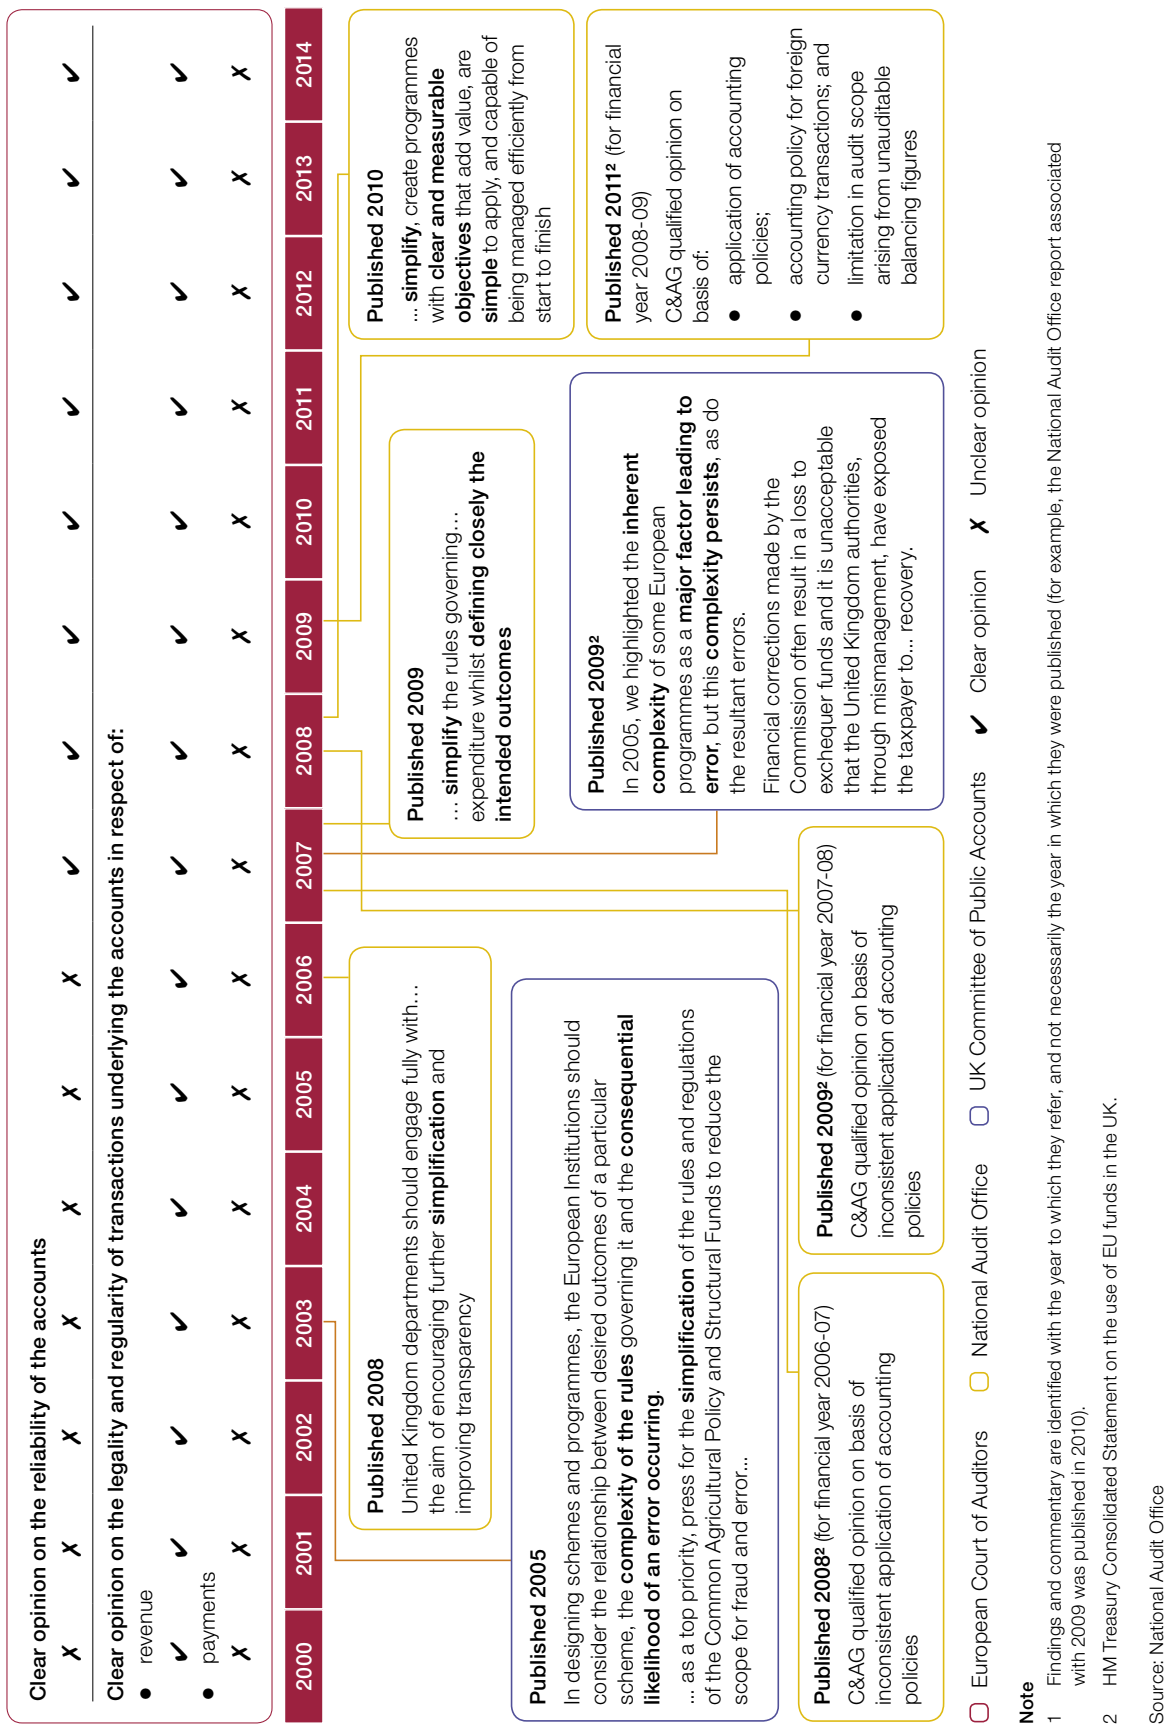 Clear opinion on the reliability of the accounts
✗ ✗ ✗ ✗ ✗ ✗ ✗ ✔ ✔ ✔ ✔ ✔ ✔ ✔ ✔
Clear opinion on the legality and regularity of transactions underlying the accounts in respect of:
● revenue
✔ ✔ ✔ ✔ ✔ ✔ ✔ ✔ ✔ ✔ ✔ ✔ ✔ ✔ ✔
● payments
✗ ✗ ✗ ✗ ✗ ✗ ✗ ✗ ✗ ✗ ✗ ✗ ✗ ✗ ✗
2000 2001 2002 2003 2004 2005 2006 2007 2008 2009 2010 2011 2012 2013 2014
Published 2008
United Kingdom departments should engage fully with…
the aim of encouraging further simplification and
improving transparency
Published 2005
In designing schemes and programmes, the European Institutions should
consider the relationship between desired outcomes of a particular
scheme, the complexity of the rules governing it and the consequential
likelihood of an error occurring.
... as a top priority, press for the simplification of the rules and regulations
of the Common Agricultural Policy and Structural Funds to reduce the
scope for fraud and error...
Published 2008² (for financial year 2006-07)
C&AG qualified opinion on basis of
inconsistent application of accounting
policies
Published 2009² (for financial year 2007-08)
C&AG qualified opinion on basis of
inconsistent application of accounting
policies
Published 2009
… simplify the rules governing…
expenditure whilst defining closely the
intended outcomes
Published 2009²
In 2005, we highlighted the inherent
complexity of some European
programmes as a major factor leading to
error, but this complexity persists, as do
the resultant errors.
Financial corrections made by the
Commission often result in a loss to
exchequer funds and it is unacceptable
that the United Kingdom authorities,
through mismanagement, have exposed
the taxpayer to... recovery.
Published 2010
... simplify, create programmes
with clear and measurable
objectives that add value, are
simple to apply, and capable of
being managed efficiently from
start to finish
Published 2011² (for financial
year 2008-09)
C&AG qualified opinion on
basis of:
● application of accounting
policies;
● accounting policy for foreign
currency transactions; and
● limitation in audit scope
arising from unauditable
balancing figures
European Court of Auditors National Audit Office UK Committee of Public Accounts ✔ Clear opinion ✗ Unclear opinion
Note
1 Findings and commentary are identified with the year to which they refer, and not necessarily the year in which they were published (for example, the National Audit Office report associated
with 2009 was published in 2010).
2 HM Treasury Consolidated Statement on the use of EU funds in the UK.
Source: National Audit Office